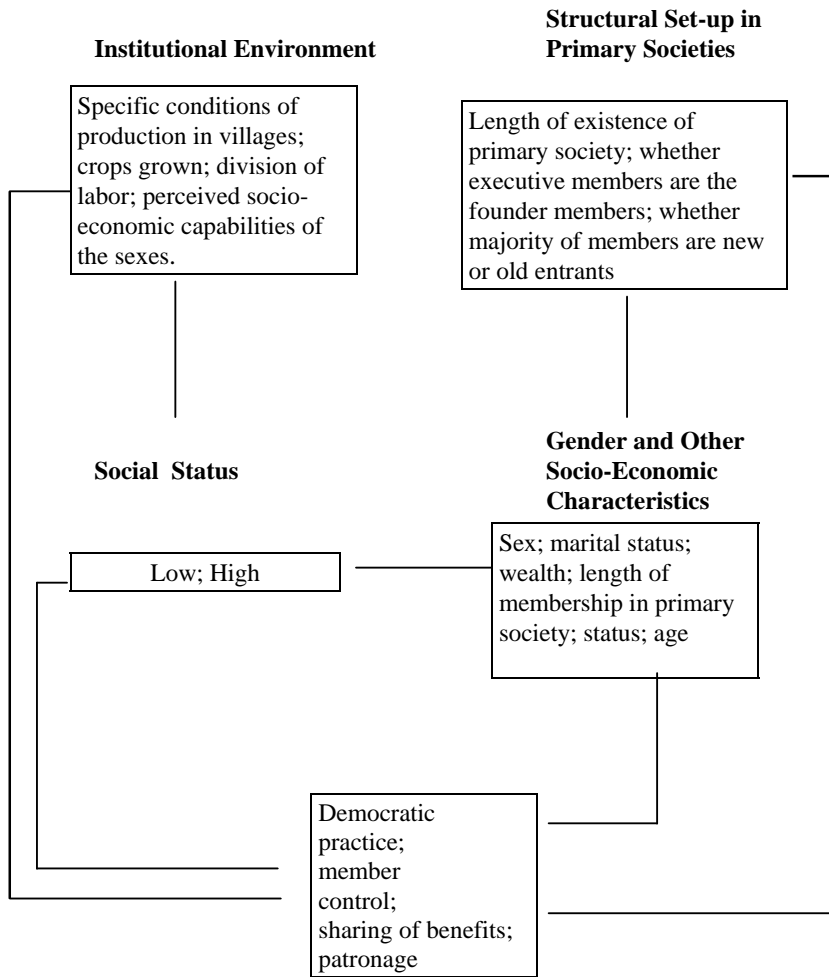 Institutional Environment
Structural Set-up in
Primary Societies
Specific conditions of
production in villages;
crops grown; division of
labor; perceived socio-
economic capabilities of
the sexes.
Length of existence of
primary society; whether
executive members are the
founder members; whether
majority of members are new
or old entrants
Social Status
Gender and Other
Socio-Economic
Characteristics
Low; High
Sex; marital status;
wealth; length of
membership in primary
society; status; age
Democratic
practice;
member
control;
sharing of benefits;
patronage